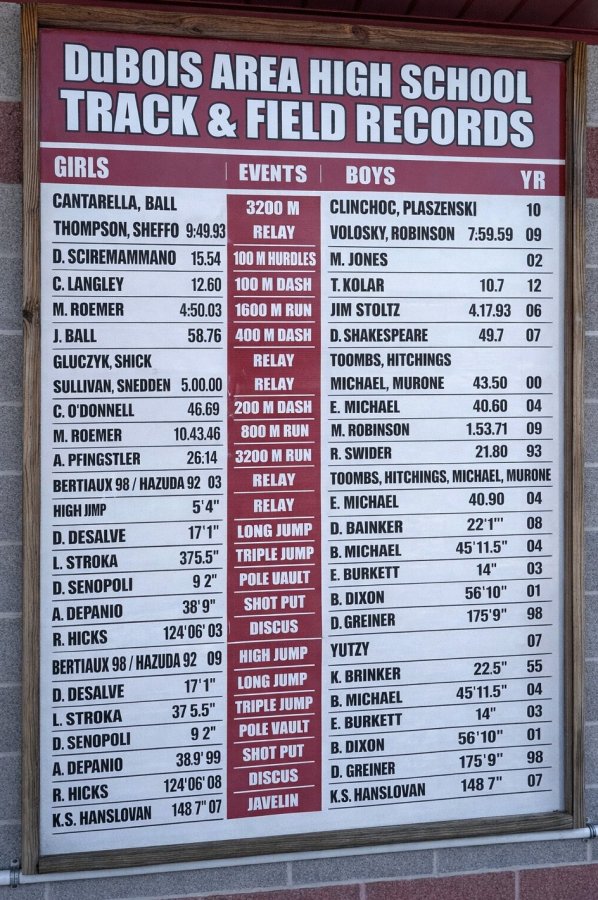 DuBOIS AREA HIGH SCHOOL
TRACK & FIELD RECORDS
GIRLS EVENTS BOYS YR
CANTARELLA, BALL 3200 M CLINCHOC, PLASZENSKI 10
THOMPSON, SHEFFO 9:49.93 RELAY VOLOSKY, ROBINSON 7:59.59 09
D. SCIREMAMMANO 15.54 100 M HURDLES M. JONES 02
C. LANGLEY 12.60 100 M DASH T. KOLAR 10.7 12
M. ROEMER 4:50.03 1600 M RUN JIM STOLTZ 4.17.93 06
J. BALL 58.76 400 M DASH D. SHAKESPEARE 49.7 07
GLUCZYK, SHICK RELAY TOOMBS, HITCHINGS
SULLIVAN, SNEDDEN 5.00.00 RELAY MICHAEL, MURONE 43.50 00
C. O'DONNELL 46.69 200 M DASH E. MICHAEL 40.60 04
M. ROEMER 10.43.46 800 M RUN M. ROBINSON 1.53.71 09
A. PFINGSTLER 26:14 3200 M RUN R. SWIDER 21.80 93
BERTIAUX 98 / HAZUDA 92 03 RELAY TOOMBS, HITCHINGS, MICHAEL, MURONE
HIGH JIMP 5'4" RELAY E. MICHAEL 40.90 04
D. DESALVE 17'1" LONG JUMP D. BAINKER 22'1"' 08
L. STROKA 375.5" TRIPLE JUMP B. MICHAEL 45'11.5" 04
D. SENOPOLI 9 2" POLE VAULT E. BURKETT 14" 03
A. DEPANIO 38'9" SHOT PUT B. DIXON 56'10" 01
R. HICKS 124'06' 03 DISCUS D. GREINER 175'9" 98
BERTIAUX 98 / HAZUDA 92 09 HIGH JUMP YUTZY 07
D. DESALVE 17'1" LONG JUMP K. BRINKER 22.5" 55
L. STROKA 37 5.5" TRIPLE JUMP B. MICHAEL 45'11.5" 04
D. SENOPOLI 9 2" POLE VAULT E. BURKETT 14" 03
A. DEPANIO 38.9' 99 SHOT PUT B. DIXON 56'10" 01
R. HICKS 124'06' 08 DISCUS D. GREINER 175'9" 98
K.S. HANSLOVAN 148 7" 07 JAVELIN K.S. HANSLOVAN 148 7" 07